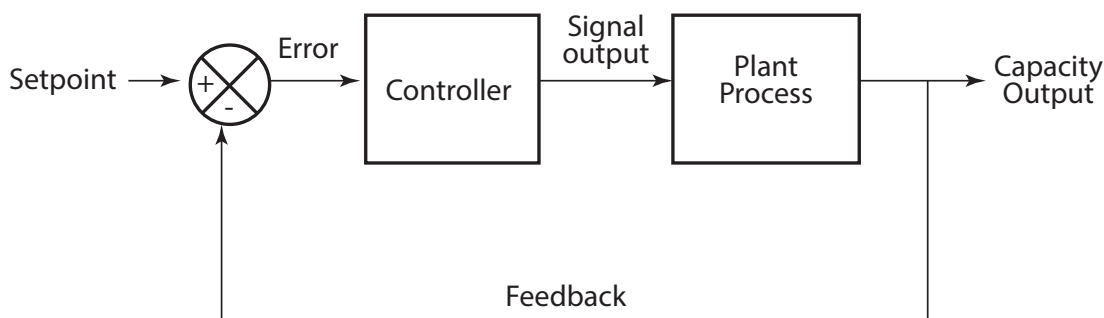 Setpoint
+
-
Error
Controller
Signal
output
Plant
Process
Capacity
Output
Feedback